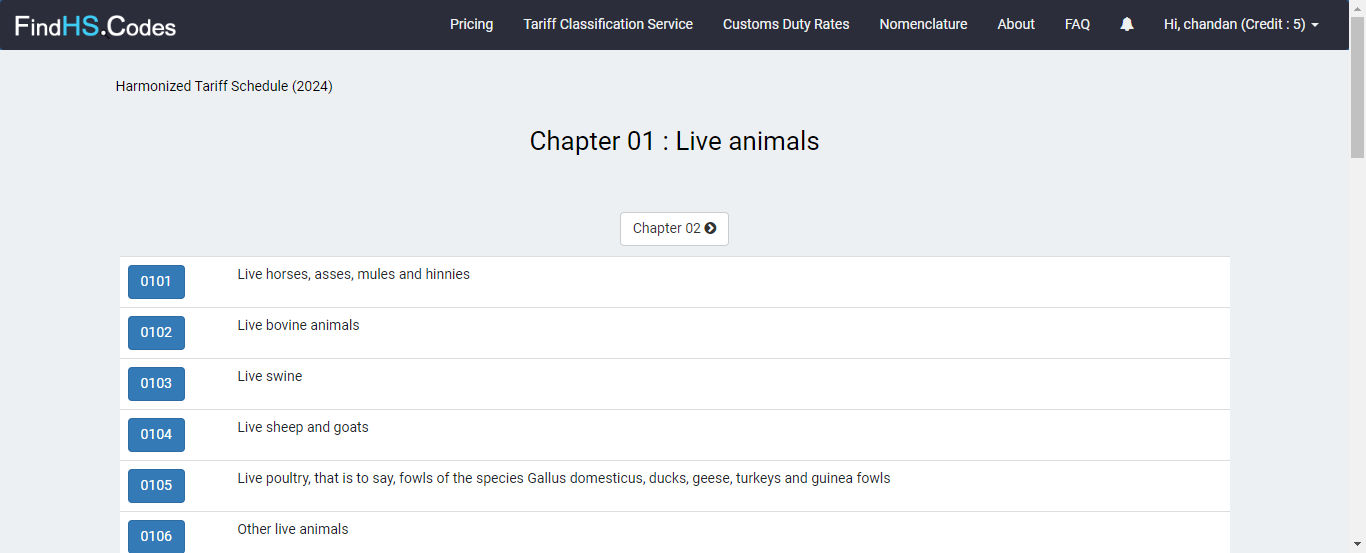 FindHS.Codes
Pricing Tariff Classification Service Customs Duty Rates Nomenclature About FAQ Hi, chandan (Credit : 5)
Harmonized Tariff Schedule (2024)
Chapter 01 : Live animals
Chapter 02
0101 Live horses, asses, mules and hinnies
0102 Live bovine animals
0103 Live swine
0104 Live sheep and goats
0105 Live poultry, that is to say, fowls of the species Gallus domesticus, ducks, geese, turkeys and guinea fowls
0106 Other live animals